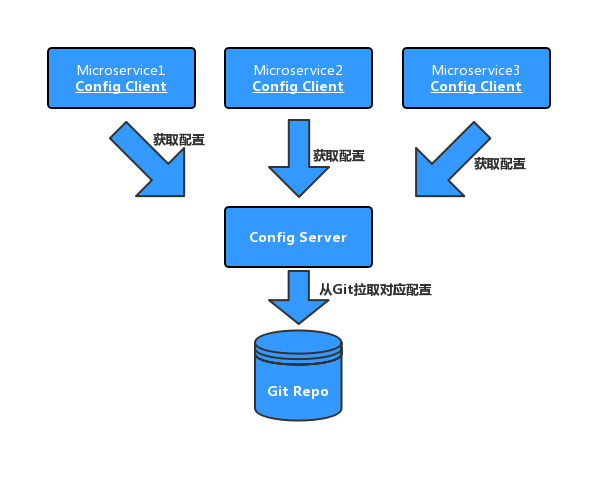 Microservice1
Config Client
Microservice2
Config Client
Microservice3
Config Client
获取配置
获取配置
获取配置
Config Server
从Git拉取对应配置
Git Repo